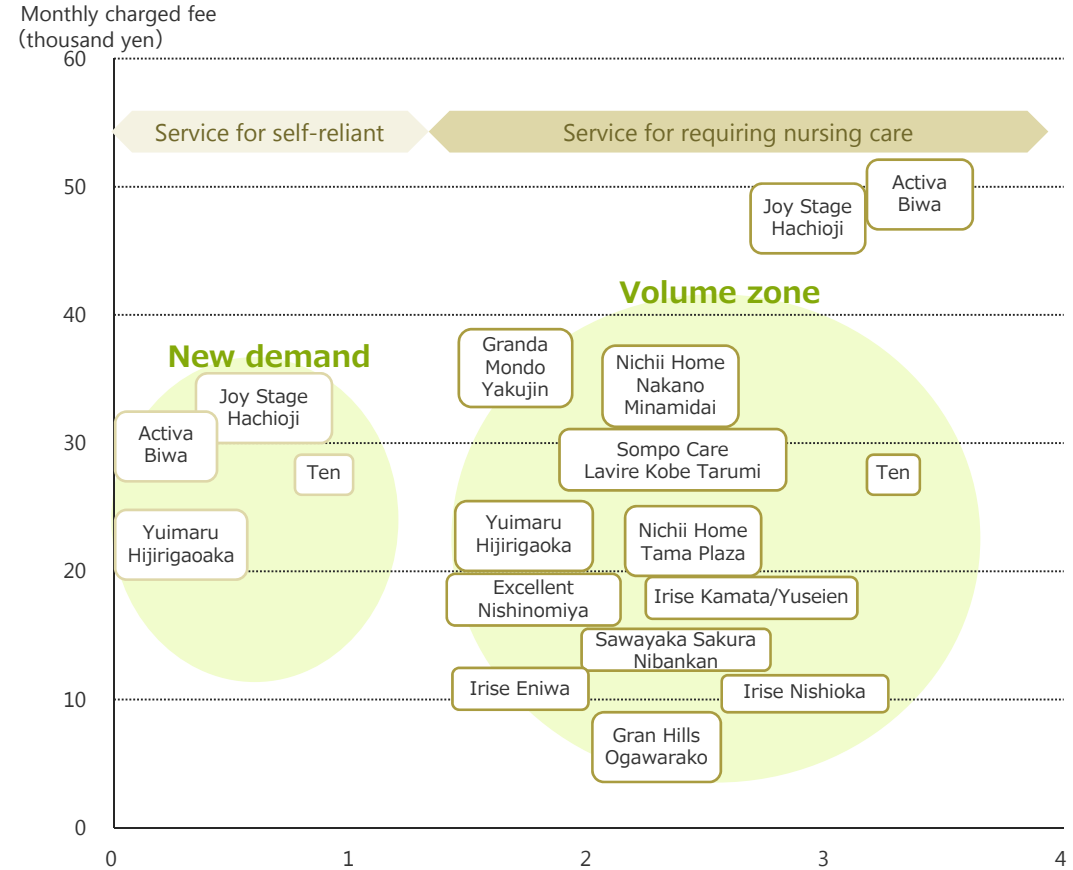 Monthly charged fee
(thousand yen)
60
Service for self-reliant
Service for requiring nursing care
50
Activa
Biwa
Joy Stage
Hachioji
Volume zone
40
New demand
Granda
Mondo
Yakujin
Nichii Home
Nakano
Minamidai
Joy Stage
Hachioji
Activa
Biwa
30
Sompo Care
Lavire Kobe Tarumi
Ten
Ten
Yuimaru
Hijirigaoaka
Yuimaru
Hijirigaoka
Nichii Home
Tama Plaza
20
Excellent
Nishinomiya
Irise Kamata/Yuseien
Sawayaka Sakura
Nibankan
Irise Eniwa
Irise Nishioka
10
Gran Hills
Ogawarako
0
0 1 2 3 4